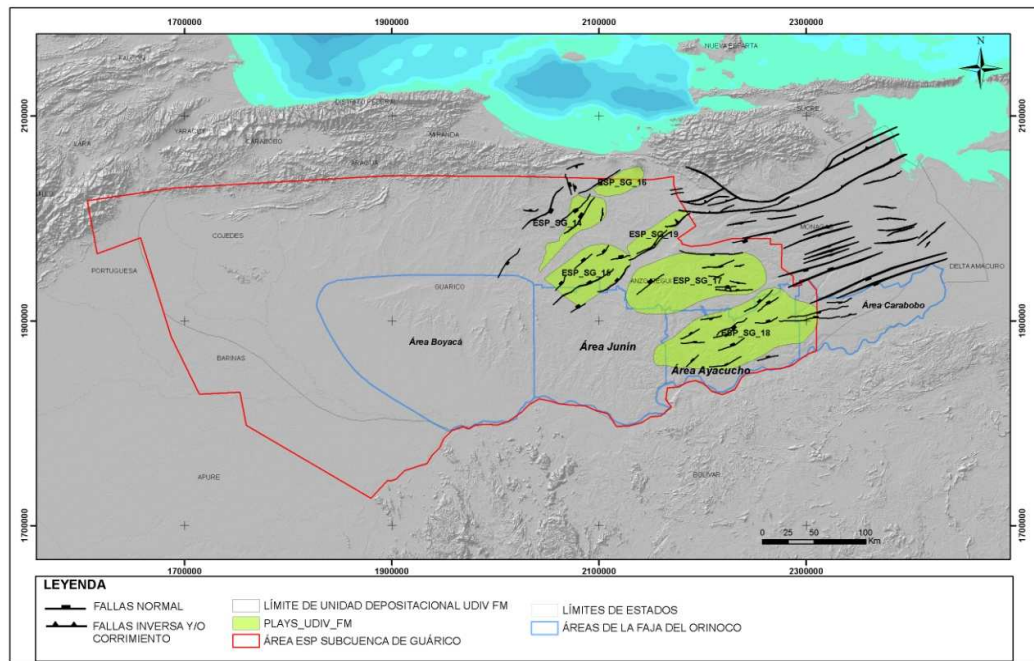 1700000 1900000 2100000 2300000
NUEVA ESPARTA
N
FALCON
DISTRITO FEDERAL
SUCRE
2100000 2100000
YARACUY
CARABOBO
MIRANDA
LARA
ARAGUA
ESP_SG_16
ESP_SG_14
COJEDES
ESP_SG_19
MONAGAS
PORTUGUESA
ESP_SG_15
ESP_SG_17
DELTA AMACURO
GUARICO
ANZOATEGUI
Área Carabobo
1900000 1900000
ESP_SG_18
Área Boyacá
Área Junín
BARINAS
Área Ayacucho
APURE
BOLIVAR
1700000 1700000
0 25 50 100
Km
1700000 1900000 2100000 2300000
LEYENDA
FALLAS NORMAL
FALLAS INVERSA Y/O
CORRIMIENTO
LÍMITE DE UNIDAD DEPOSITACIONAL UDIV FM
PLAYS_UDIV_FM
ÁREA ESP SUBCUENCA DE GUÁRICO
LÍMITES DE ESTADOS
ÁREAS DE LA FAJA DEL ORINOCO